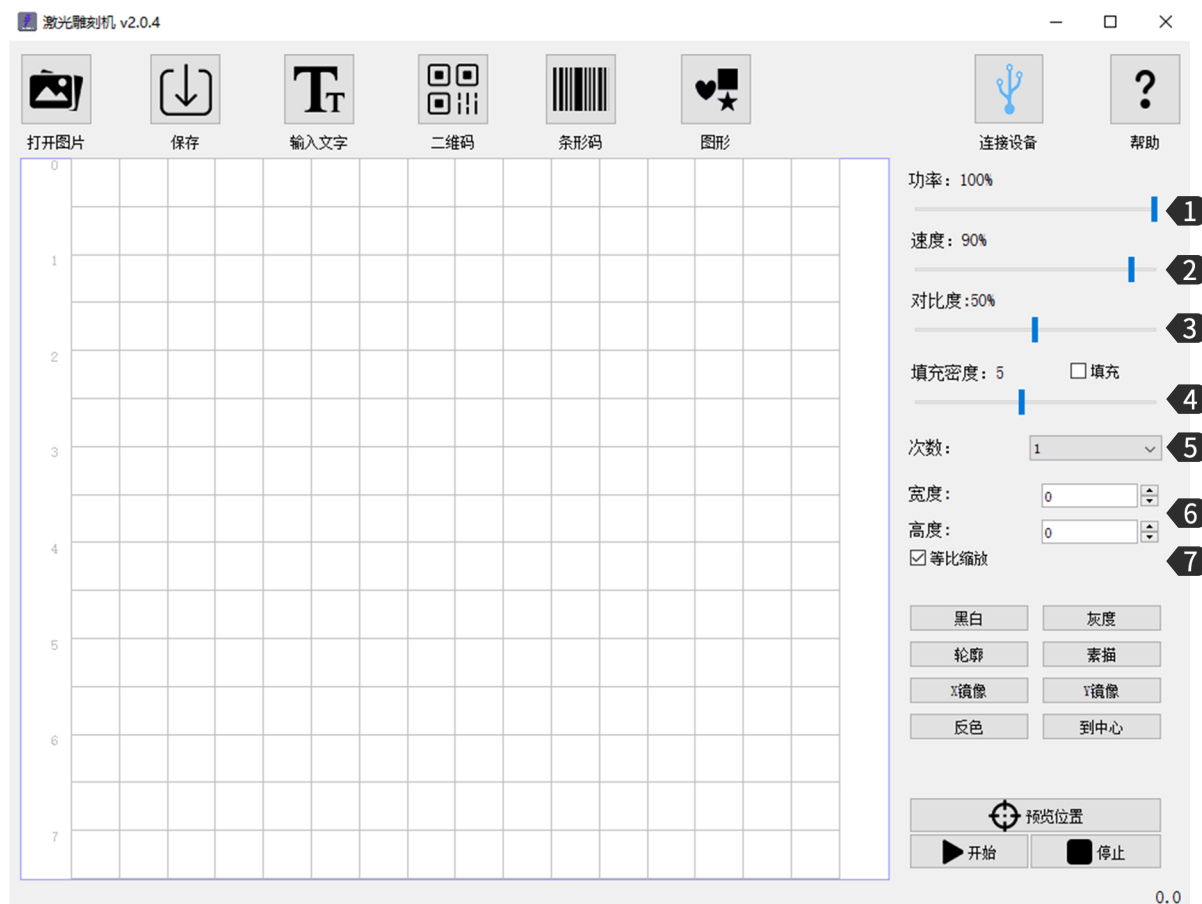 激光雕刻机 v2.0.4
打开图片 保存 输入文字 二维码 条形码 图形 连接设备 帮助
功率: 100%
1
速度: 90%
2
对比度:50%
3
填充密度: 5 填充
4
次数: 1
5
宽度: 0
6
高度: 0
等比缩放
7
黑白 灰度
轮廓 素描
X镜像 Y镜像
反色 到中心
预览位置
开始 停止
0.0
0
1
2
3
4
5
6
7